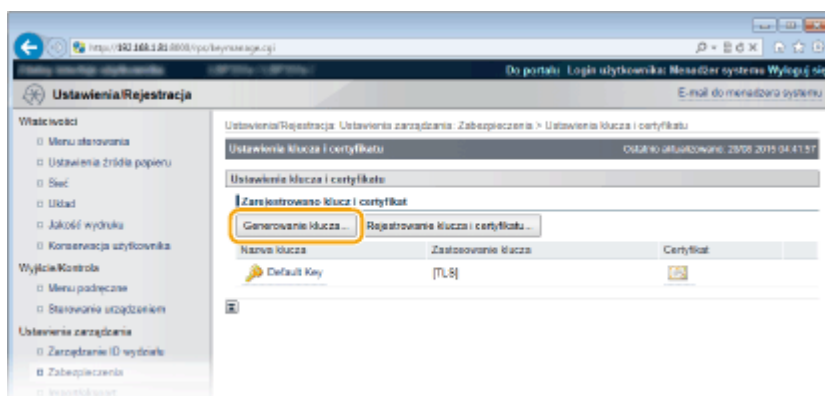 Do portalu Login użytkownika: Menadżer systemu Wyloguj się
Ustawienia/Rejestracja
E-mail do menadżera systemu
Właściwości
Menu sterowania
Ustawienia źródła papieru
Sieć
Układ
Jakość wydruku
Konserwacja użytkownika
Wyjście/Kontrola
Menu podręczne
Sterowanie urządzeniem
Ustawienia zarządzania
Zarządzanie ID wydziału
Zabezpieczenia
Ustawienia/Rejestracja: Ustawienia zarządzania: Zabezpieczenia > Ustawienia klucza i certyfikatu
Ustawienia klucza i certyfikatu
Ostatnio aktualizowano: 28/08 2015 04:41:57
Ustawienia klucza i certyfikatu
Zarejestrowano klucz i certyfikat
Generowanie klucza...
Rejestrowanie klucza i certyfikatu...
Nazwa klucza
Zastosowanie klucza
Certyfikat
Default Key
[TLS]